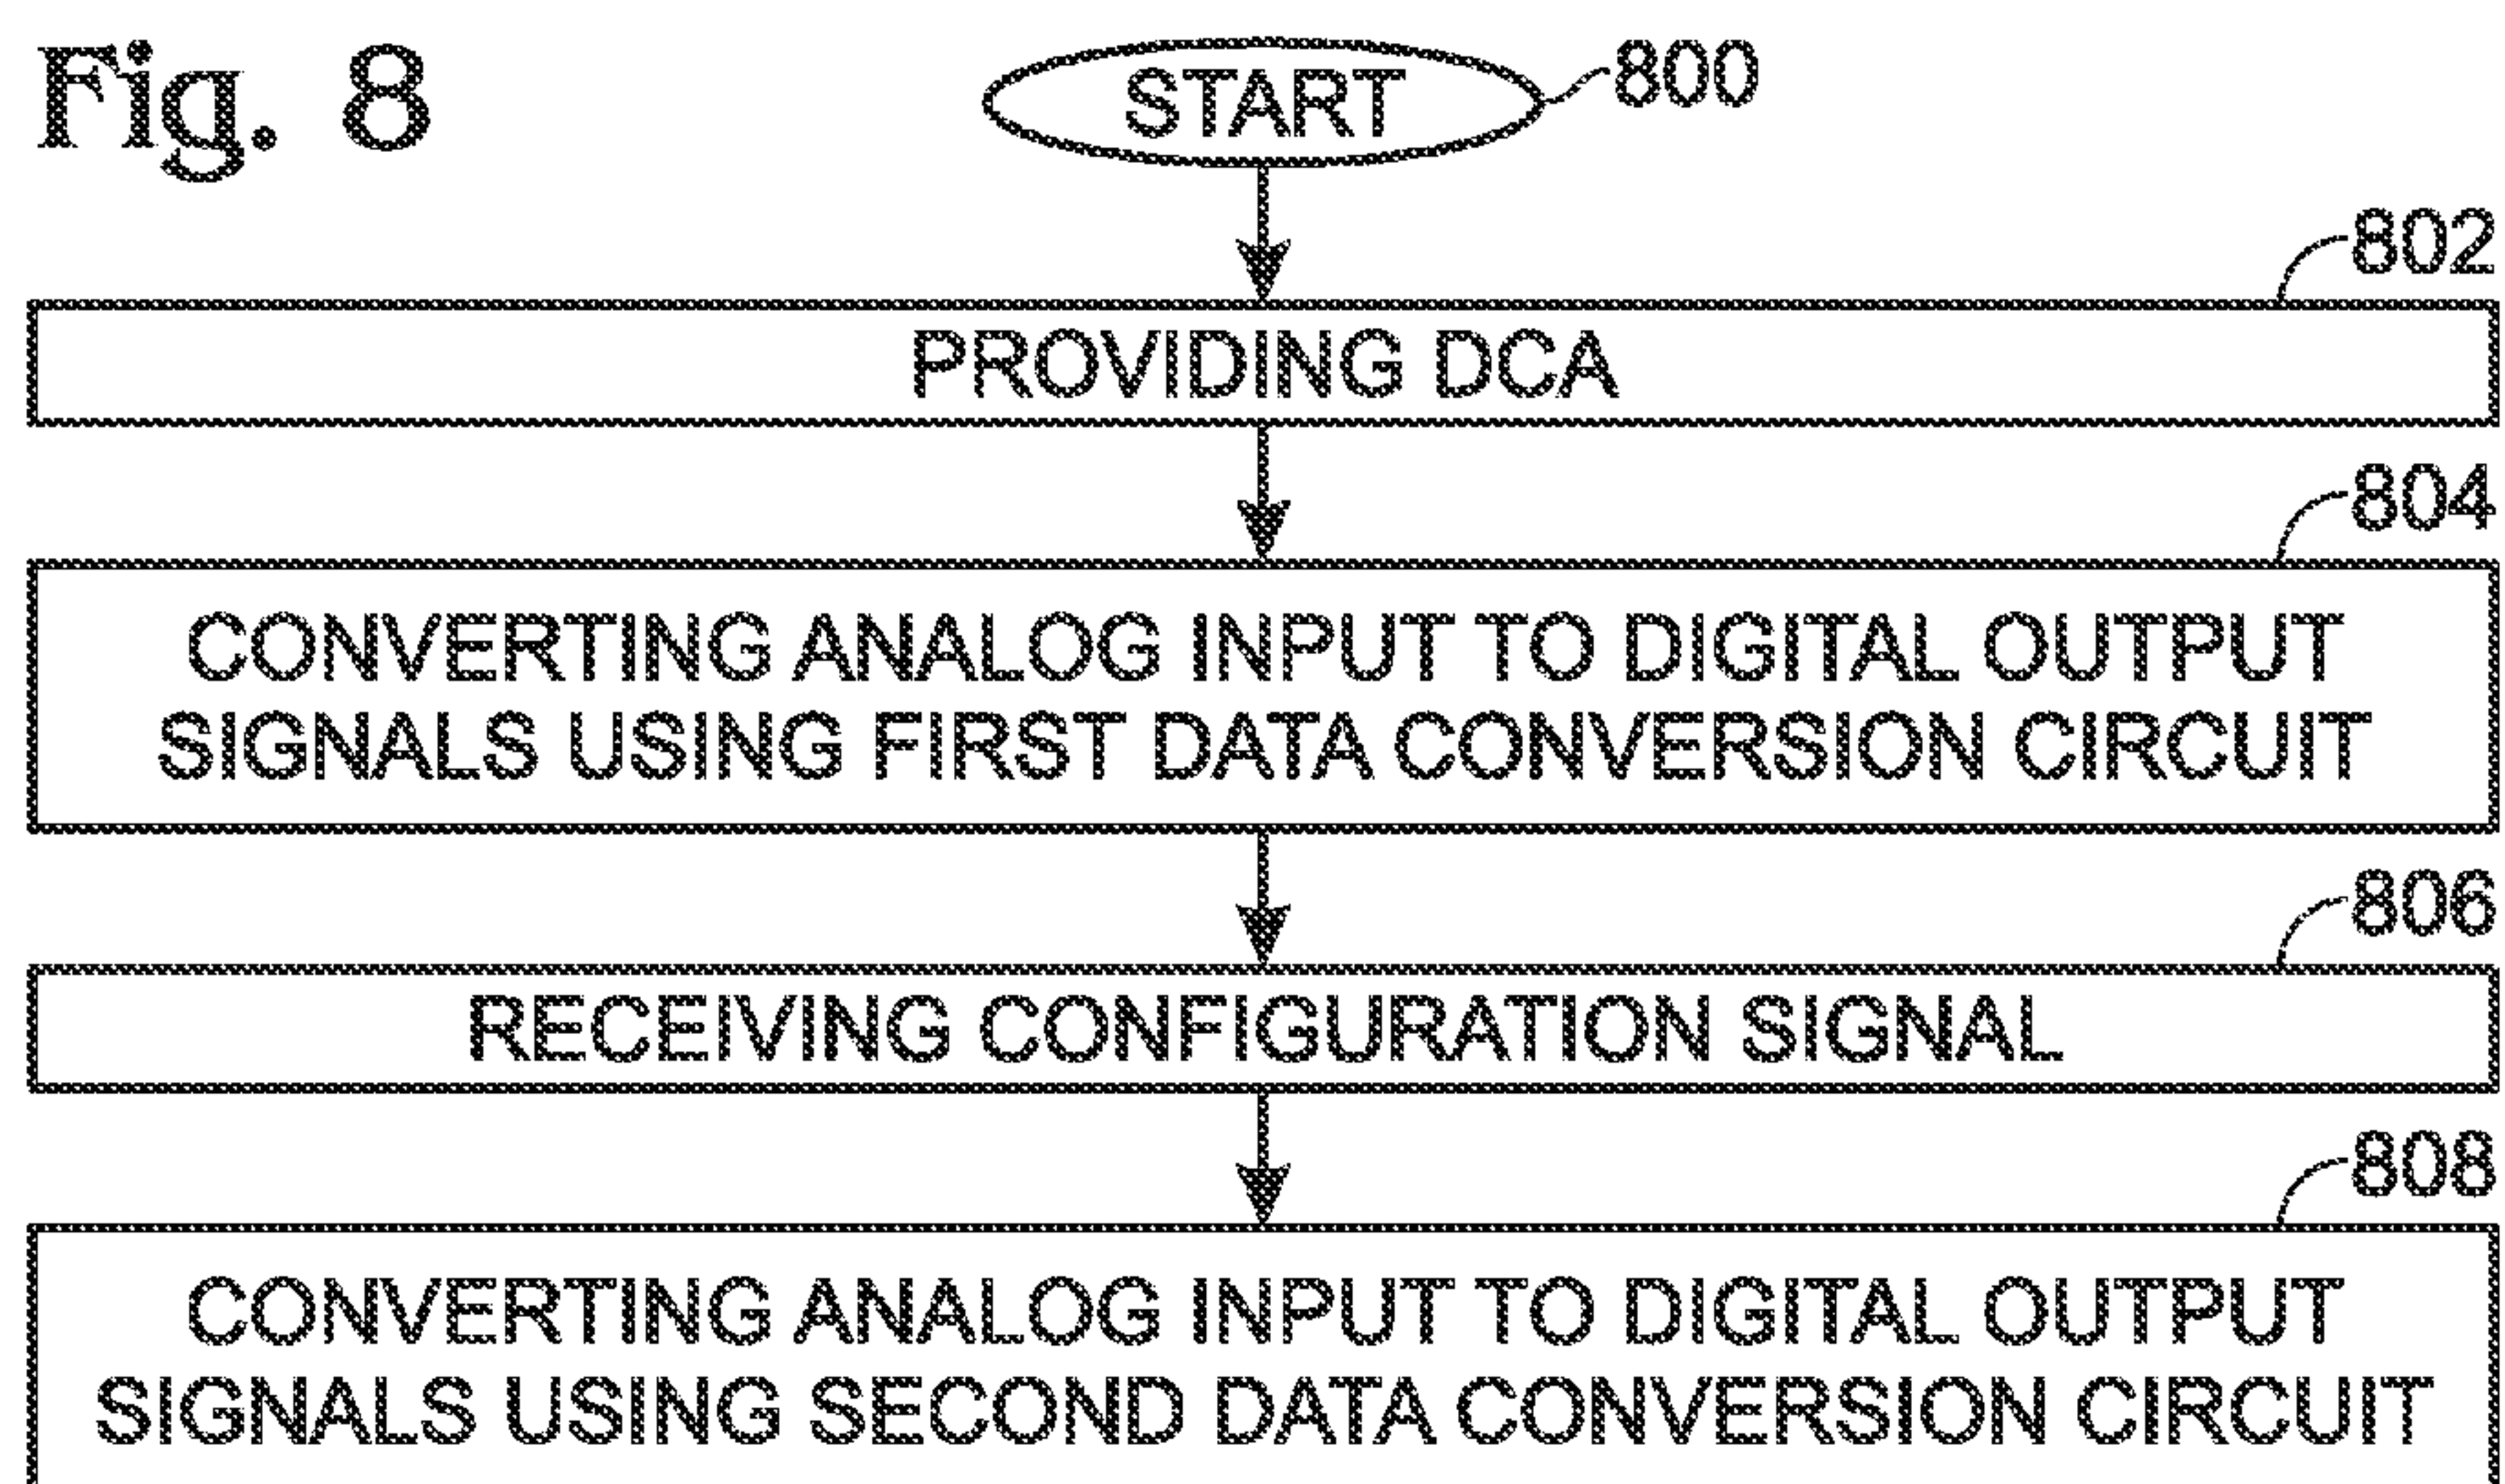 Fig. 8
START
800
802
PROVIDING DCA
804
CONVERTING ANALOG INPUT TO DIGITAL OUTPUT
SIGNALS USING FIRST DATA CONVERSION CIRCUIT
806
RECEIVING CONFIGURATION SIGNAL
808
CONVERTING ANALOG INPUT TO DIGITAL OUTPUT
SIGNALS USING SECOND DATA CONVERSION CIRCUIT